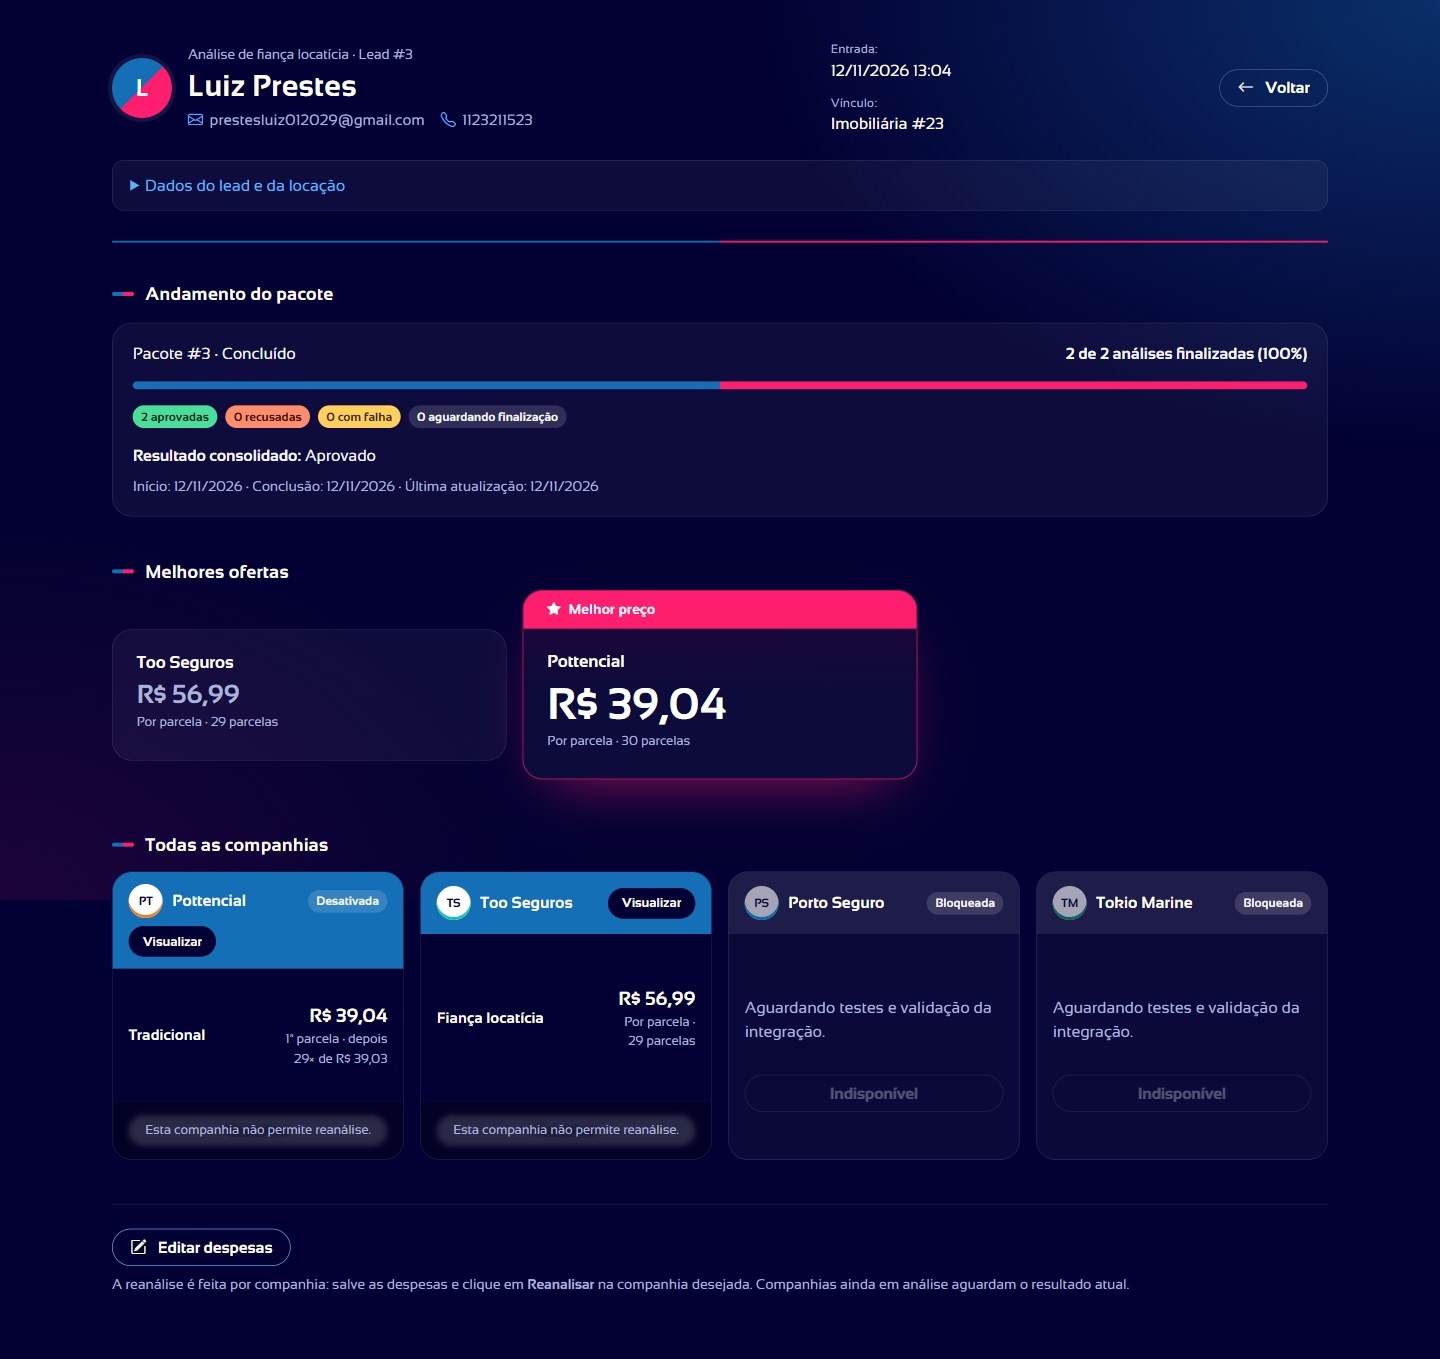 Análise de fiança locatícia · Lead #3
L
Luiz Prestes
prestesluiz012029@gmail.com
1123211523
Entrada:
12/11/2026 13:04
Vínculo:
Imobiliária #23
Voltar
Dados do lead e da locação
Andamento do pacote
Pacote #3 · Concluído
2 de 2 análises finalizadas (100%)
2 aprovadas
0 recusadas
0 com falha
0 aguardando finalização
Resultado consolidado: Aprovado
Início: 12/11/2026 · Conclusão: 12/11/2026 · Última atualização: 12/11/2026
Melhores ofertas
Too Seguros
R$ 56,99
Por parcela · 29 parcelas
Melhor preço
Pottencial
R$ 39,04
Por parcela · 30 parcelas
Todas as companhias
PT
Pottencial
Desativada
Visualizar
Tradicional
R$ 39,04
1ª parcela · depois
29× de R$ 39,03
Esta companhia não permite reanálise.
TS
Too Seguros
Visualizar
Fiança locatícia
R$ 56,99
Por parcela ·
29 parcelas
Esta companhia não permite reanálise.
PS
Porto Seguro
Bloqueada
Aguardando testes e validação da
integração.
Indisponível
TM
Tokio Marine
Bloqueada
Aguardando testes e validação da
integração.
Indisponível
Editar despesas
A reanálise é feita por companhia: salve as despesas e clique em Reanalisar na companhia desejada. Companhias ainda em análise aguardam o resultado atual.